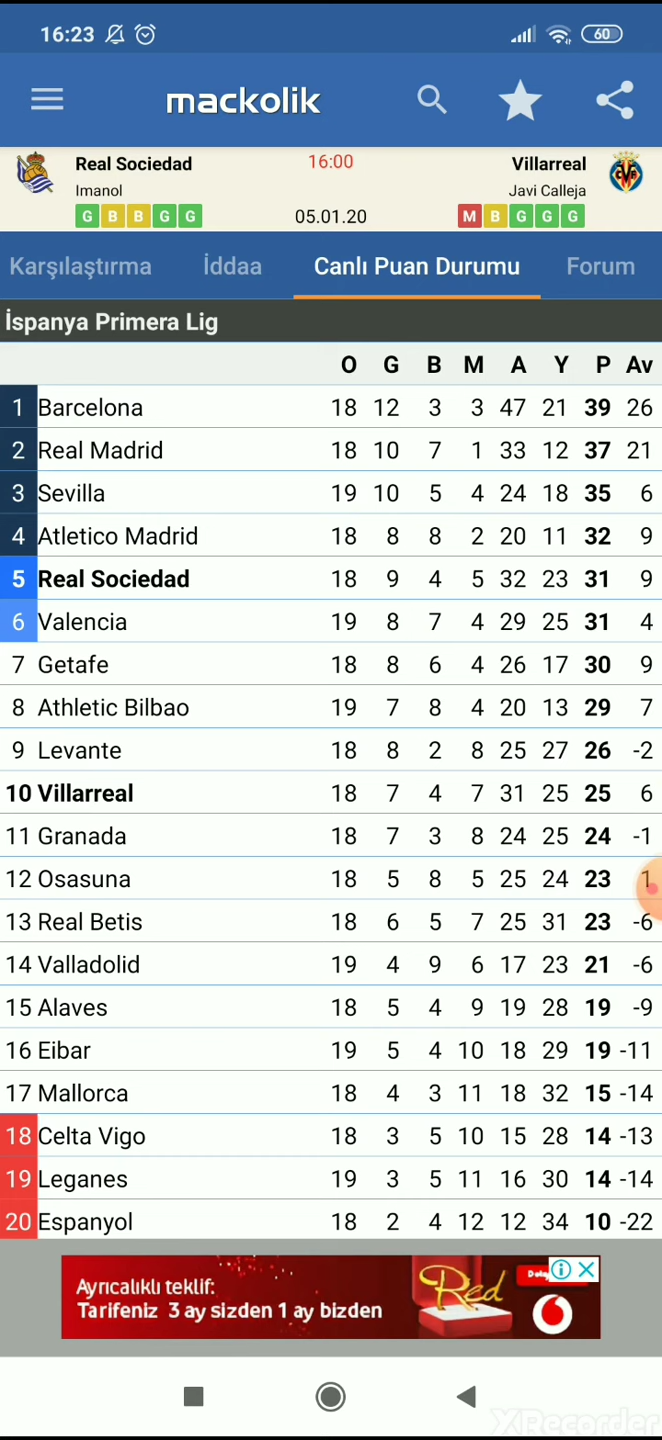 16:23 60
mackolik
Real Sociedad 16:00 Villarreal
Imanol Javi Calleja
G B B G G 05.01.20 M B G G G
Karşılaştırma İddaa Canlı Puan Durumu Forum
İspanya Primera Lig
O G B M A Y P Av
1 Barcelona 18 12 3 3 47 21 39 26
2 Real Madrid 18 10 7 1 33 12 37 21
3 Sevilla 19 10 5 4 24 18 35 6
4 Atletico Madrid 18 8 8 2 20 11 32 9
5 Real Sociedad 18 9 4 5 32 23 31 9
6 Valencia 19 8 7 4 29 25 31 4
7 Getafe 18 8 6 4 26 17 30 9
8 Athletic Bilbao 19 7 8 4 20 13 29 7
9 Levante 18 8 2 8 25 27 26 -2
10 Villarreal 18 7 4 7 31 25 25 6
11 Granada 18 7 3 8 24 25 24 -1
12 Osasuna 18 5 8 5 25 24 23 1
13 Real Betis 18 6 5 7 25 31 23 -6
14 Valladolid 19 4 9 6 17 23 21 -6
15 Alaves 18 5 4 9 19 28 19 -9
16 Eibar 19 5 4 10 18 29 19 -11
17 Mallorca 18 4 3 11 18 32 15 -14
18 Celta Vigo 18 3 5 10 15 28 14 -13
19 Leganes 19 3 5 11 16 30 14 -14
20 Espanyol 18 2 4 12 12 34 10 -22
Ayrıcalıklı teklif:
Tarifeniz 3 ay sizden 1 ay bizden
Red
XRecorder